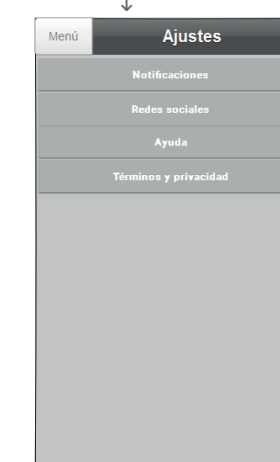 Menú
Ajustes
Notificaciones
Redes sociales
Ayuda
Términos y privacidad